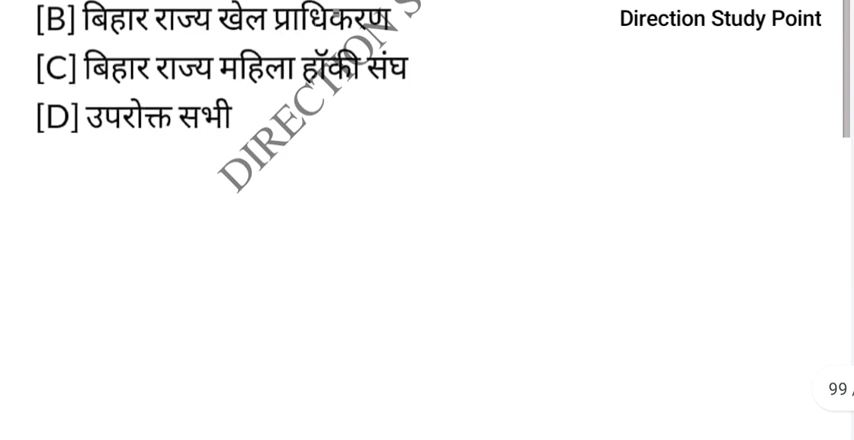 [B] बिहार राज्य खेल प्राधिकरण
Direction Study Point
[C] बिहार राज्य महिला हॉकी संघ
[D] उपरोक्त सभी
DIRECTION S
99